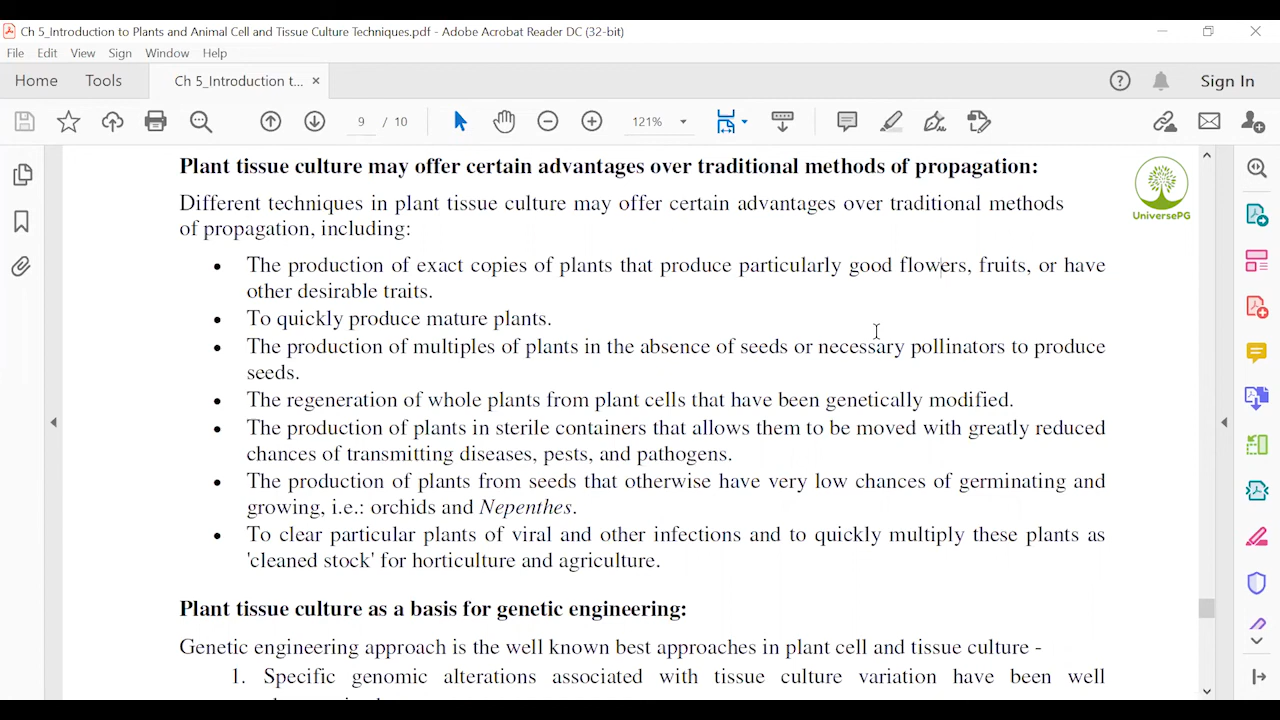 Ch 5_Introduction to Plants and Animal Cell and Tissue Culture Techniques.pdf - Adobe Acrobat Reader DC (32-bit)
File Edit View Sign Window Help
Home Tools Ch 5_Introduction t... × Sign In
9 / 10 121%
Plant tissue culture may offer certain advantages over traditional methods of propagation:
UniversePG
Different techniques in plant tissue culture may offer certain advantages over traditional methods
of propagation, including:
• The production of exact copies of plants that produce particularly good flowers, fruits, or have
other desirable traits.
• To quickly produce mature plants.
• The production of multiples of plants in the absence of seeds or necessary pollinators to produce
seeds.
• The regeneration of whole plants from plant cells that have been genetically modified.
• The production of plants in sterile containers that allows them to be moved with greatly reduced
chances of transmitting diseases, pests, and pathogens.
• The production of plants from seeds that otherwise have very low chances of germinating and
growing, i.e.: orchids and Nepenthes.
• To clear particular plants of viral and other infections and to quickly multiply these plants as
'cleaned stock' for horticulture and agriculture.
Plant tissue culture as a basis for genetic engineering:
Genetic engineering approach is the well known best approaches in plant cell and tissue culture -
1. Specific genomic alterations associated with tissue culture variation have been well